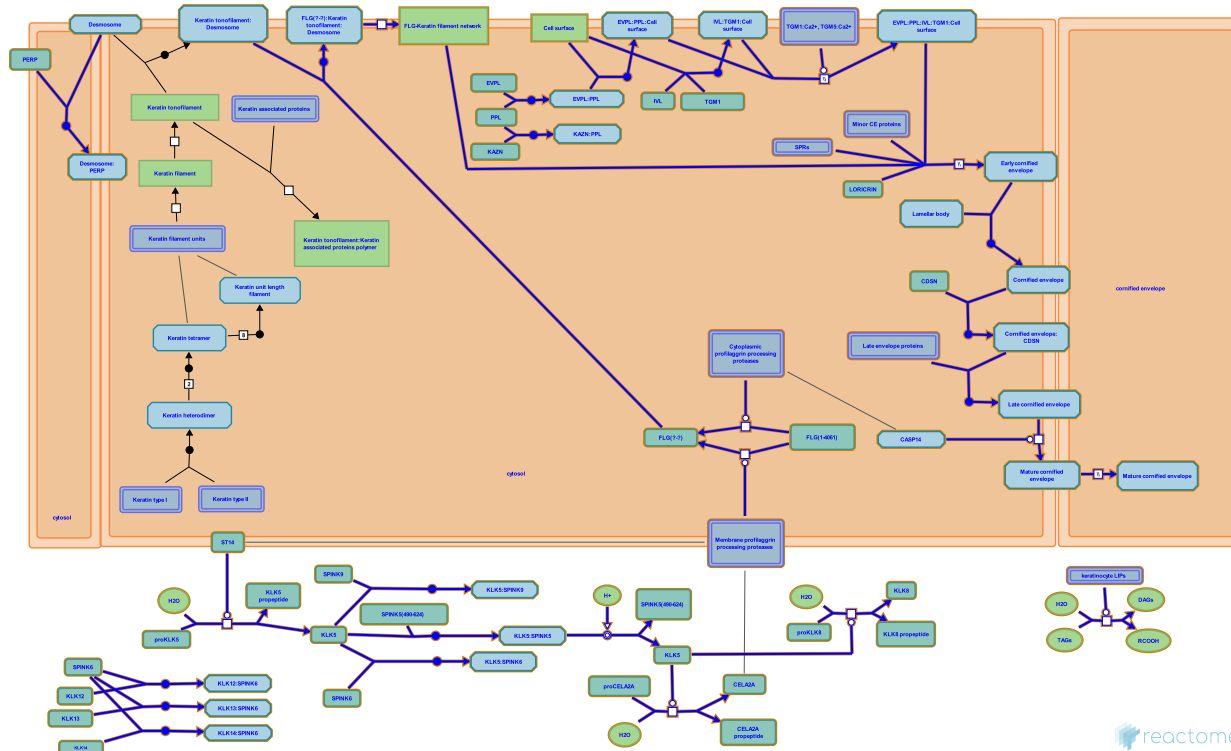 Desmosome
Keratin tonofilament:
Desmosome
FLG(?-?):Keratin
tonofilament:
Desmosome
FLG-Keratin filament network
Cell surface
EVPL:PPL:Cell
surface
IVL:TGM1:Cell
surface
TGM1:Ca2+, TGM5:Ca2+
EVPL:PPL:IVL:TGM1:Cell
surface
PERP
Desmosome:
PERP
Keratin tonofilament
Keratin associated proteins
Keratin filament
Keratin filament units
Keratin tonofilament:Keratin
associated proteins polymer
Keratin unit length
filament
Keratin tetramer
8
2
Keratin heterodimer
Keratin type I
Keratin type II
EVPL
PPL
KAZN
EVPL:PPL
KAZN:PPL
IVL
TGM1
Minor CE proteins
SPRs
LORICRIN
Early cornified
envelope
Lamellar body
Cornified envelope
CDSN
Cornified envelope:
CDSN
Late envelope proteins
Late cornified envelope
CASP14
Mature cornified
envelope
Mature cornified envelope
cornified envelope
Cytoplasmic
profilaggrin processing
proteases
FLG(?-?)
FLG(1-4061)
cytosol
cytosol
Membrane profilaggrin
processing proteases
ST14
H2O
proKLK5
KLK5
propeptide
SPINK9
KLK5
KLK5:SPINK9
SPINK5(490-624)
KLK5:SPINK5
KLK5:SPINK6
SPINK6
H+
SPINK5(490-624)
KLK5
H2O
proKLK8
KLK8
KLK8 propeptide
proCELA2A
H2O
CELA2A
CELA2A
propeptide
SPINK6
KLK12
KLK13
KLK14
KLK12:SPINK6
KLK13:SPINK6
KLK14:SPINK6
keratinocyte LIPs
H2O
TAGs
DAGs
RCOOH
reactome